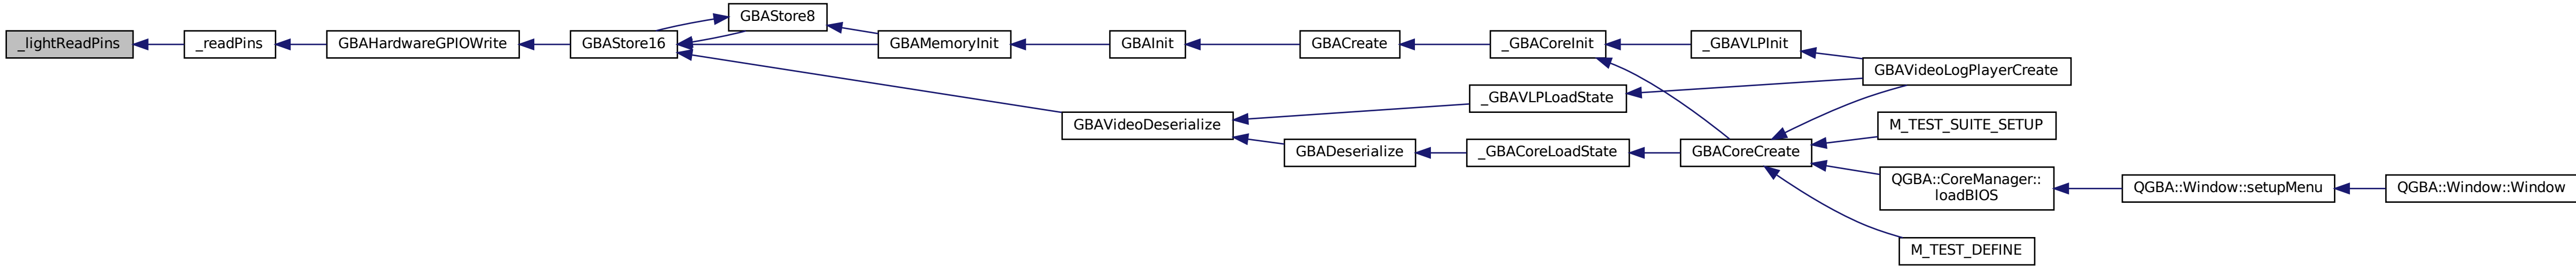 _lightReadPins
_readPins
GBAHardwareGPIOWrite
GBAStore16
GBAStore8
GBAMemoryInit
GBAInit
GBACreate
_GBACoreInit
_GBAVLPInit
GBAVideoLogPlayerCreate
_GBAVLPLoadState
GBAVideoDeserialize
GBADeserialize
_GBACoreLoadState
GBACoreCreate
M_TEST_SUITE_SETUP
QGBA::CoreManager::
loadBIOS
QGBA::Window::setupMenu
QGBA::Window::Window
M_TEST_DEFINE